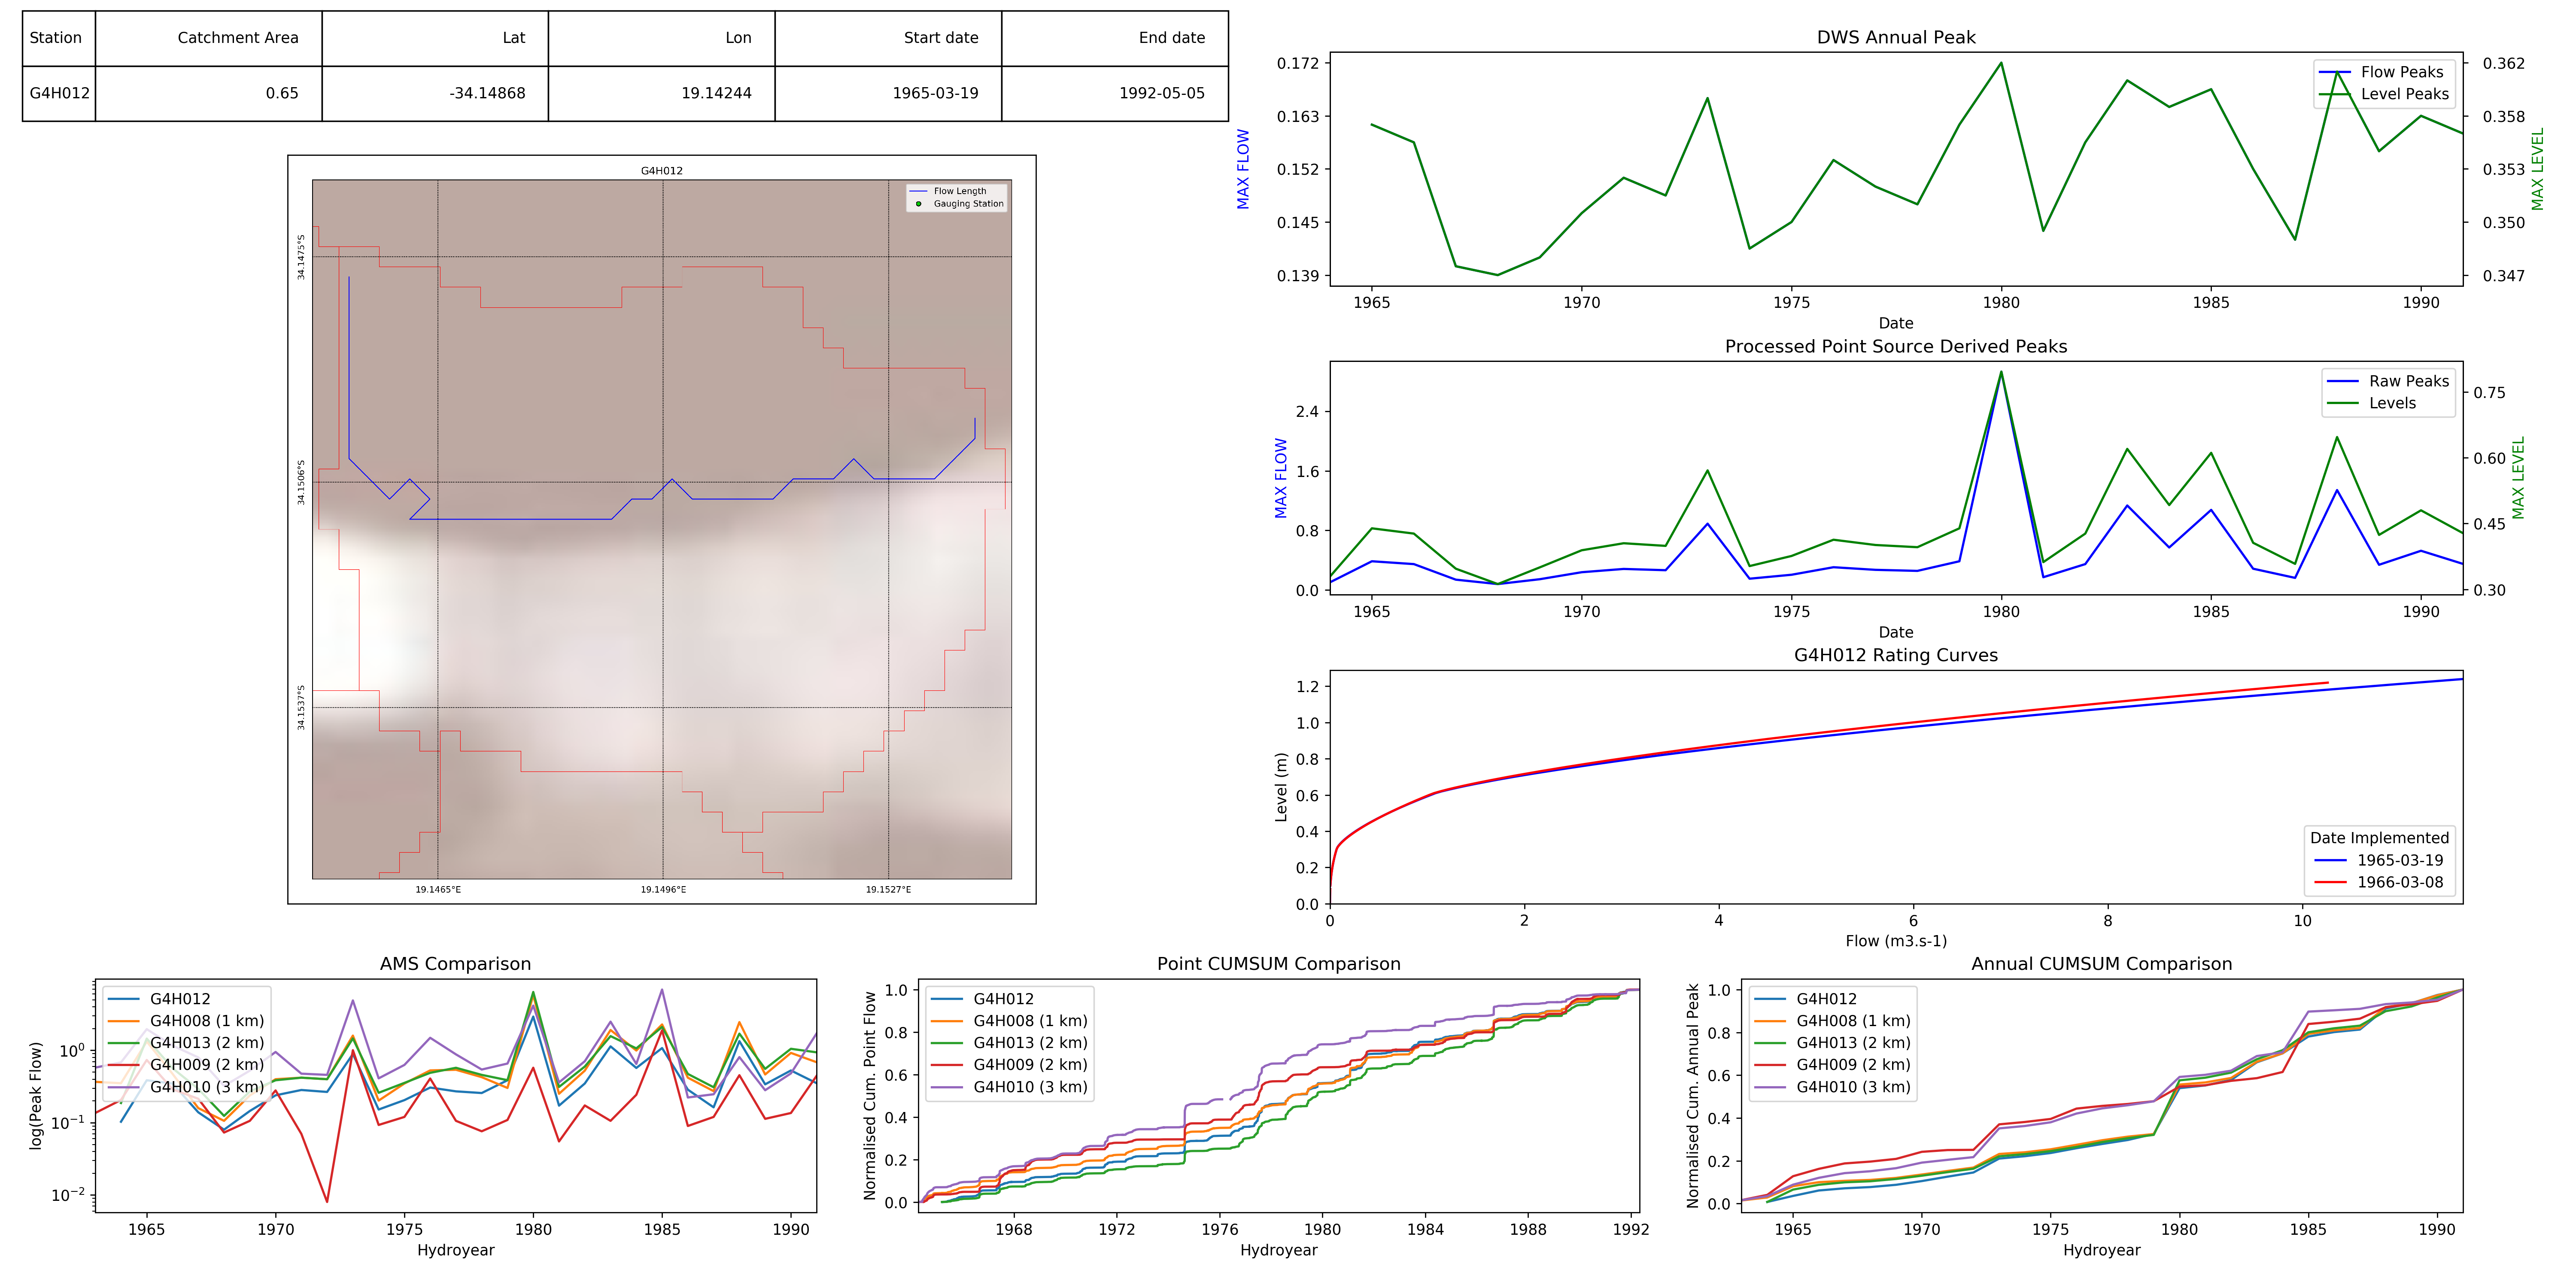 Station Catchment Area Lat Lon Start date End date
G4H012 0.65 -34.14868 19.14244 1965-03-19 1992-05-05
G4H012
Flow Length
Gauging Station
34.1475°S
34.1506°S
34.1537°S
19.1465°E 19.1496°E 19.1527°E
DWS Annual Peak
Flow Peaks
Level Peaks
MAX FLOW
0.172
0.163
0.152
0.145
0.139
MAX LEVEL
0.362
0.358
0.353
0.350
0.347
1965 1970 1975 1980 1985 1990
Date
Processed Point Source Derived Peaks
Raw Peaks
Levels
MAX FLOW
2.4
1.6
0.8
0.0
MAX LEVEL
0.75
0.60
0.45
0.30
1965 1970 1975 1980 1985 1990
Date
G4H012 Rating Curves
Level (m)
1.2
1.0
0.8
0.6
0.4
0.2
0.0
Date Implemented
1965-03-19
1966-03-08
0 2 4 6 8 10
Flow (m3.s-1)
AMS Comparison
G4H012
G4H008 (1 km)
G4H013 (2 km)
G4H009 (2 km)
G4H010 (3 km)
log(Peak Flow)
10⁰
10⁻¹
10⁻²
1965 1970 1975 1980 1985 1990
Hydroyear
Point CUMSUM Comparison
G4H012
G4H008 (1 km)
G4H013 (2 km)
G4H009 (2 km)
G4H010 (3 km)
Normalised Cum. Point Flow
1.0
0.8
0.6
0.4
0.2
0.0
1968 1972 1976 1980 1984 1988 1992
Hydroyear
Annual CUMSUM Comparison
G4H012
G4H008 (1 km)
G4H013 (2 km)
G4H009 (2 km)
G4H010 (3 km)
Normalised Cum. Annual Peak
1.0
0.8
0.6
0.4
0.2
0.0
1965 1970 1975 1980 1985 1990
Hydroyear